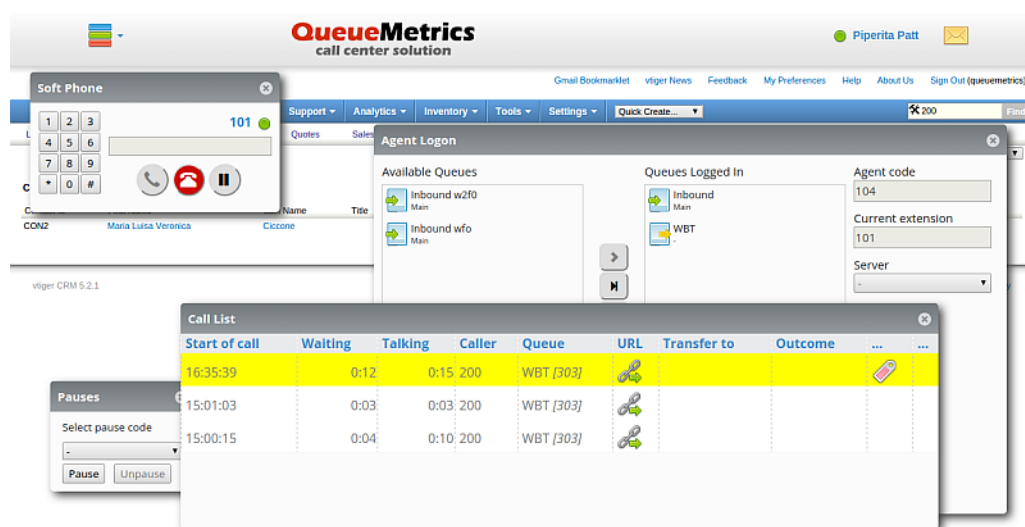 QueueMetrics
call center solution
Piperita Patt
Gmail Bookmarklet vtiger News Feedback My Preferences Help About Us Sign Out (queuemetrics)
Support Analytics Inventory Tools Settings Quick Create... 200 Find
Quotes Sales
Soft Phone
101
1 2 3
4 5 6
7 8 9
* 0 #
Name Title
CON2 Maria Luisa Veronica Ciccone
vtiger CRM 5.2.1
Agent Logon
Available Queues
Inbound w2f0
Main
Inbound wfo
Main
Queues Logged In
Inbound
Main
WBT
-
Agent code
104
Current extension
101
Server
-
Call List
Start of call Waiting Talking Caller Queue URL Transfer to Outcome ... ...
16:35:39 0:12 0:15 200 WBT [303]
15:01:03 0:03 0:03 200 WBT [303]
15:00:15 0:04 0:10 200 WBT [303]
Pauses
Select pause code
-
Pause Unpause